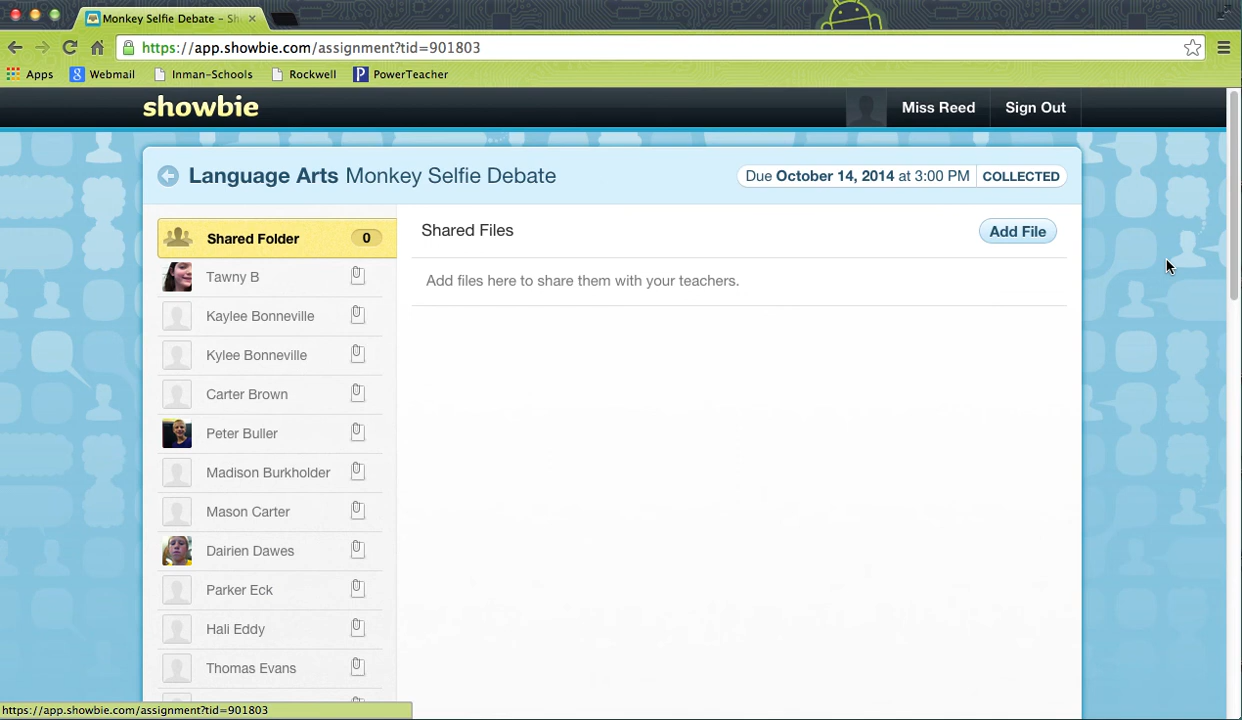 Monkey Selfie Debate – Sh
https://app.showbie.com/assignment?tid=901803
Apps Webmail Inman-Schools Rockwell PowerTeacher
showbie Miss Reed Sign Out
Language Arts Monkey Selfie Debate Due October 14, 2014 at 3:00 PM COLLECTED
Shared Folder 0
Shared Files
Add File
Tawny B
Add files here to share them with your teachers.
Kaylee Bonneville
Kylee Bonneville
Carter Brown
Peter Buller
Madison Burkholder
Mason Carter
Dairien Dawes
Parker Eck
Hali Eddy
Thomas Evans
https://app.showbie.com/assignment?tid=901803